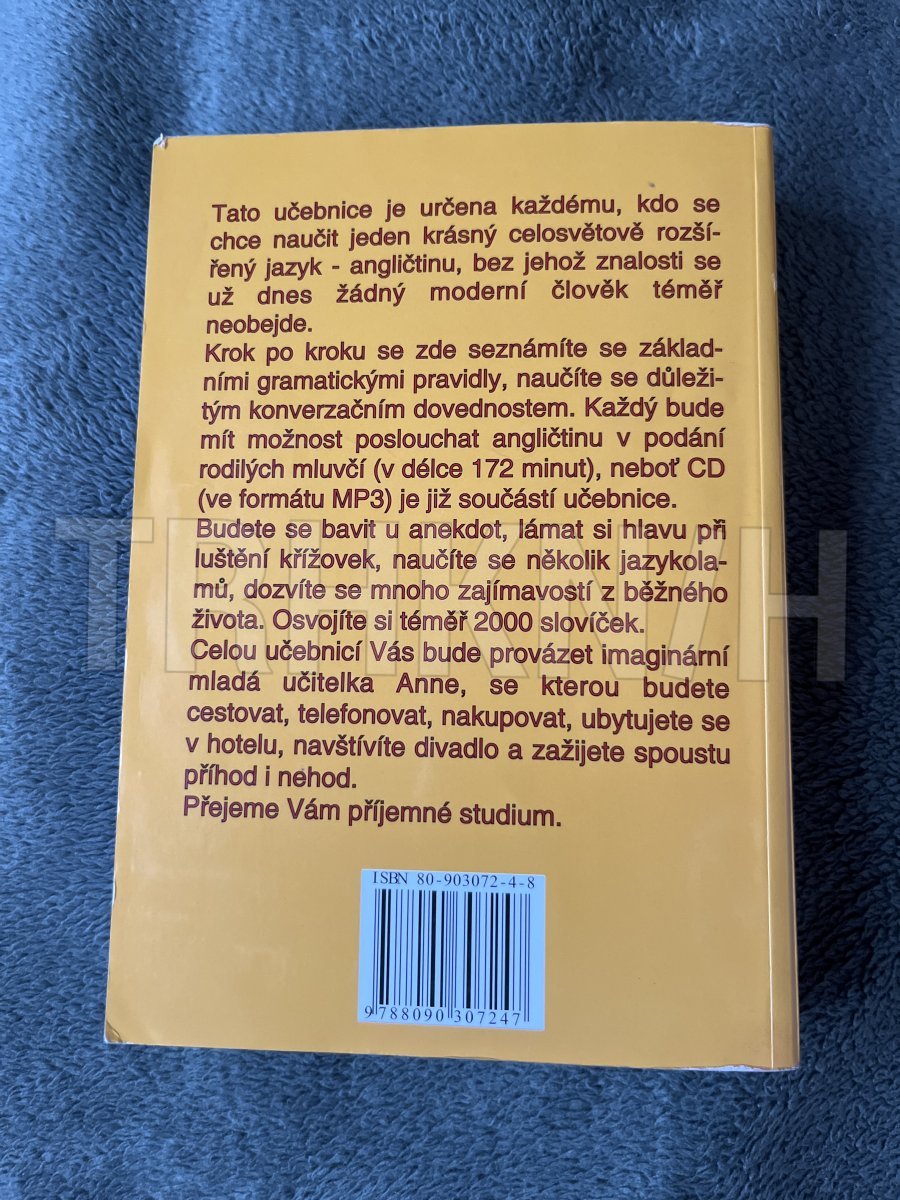 Tato učebnice je určena každému, kdo se
chce naučit jeden krásný celosvětově rozší-
řený jazyk - angličtinu, bez jehož znalosti se
už dnes žádný moderní člověk téměř
neobejde.
Krok po kroku se zde seznámíte se základ-
ními gramatickými pravidly, naučíte se důleži-
tým konverzačním dovednostem. Každý bude
mít možnost poslouchat angličtinu v podání
rodilých mluvčí (v délce 172 minut), neboť CD
(ve formátu MP3) je již součástí učebnice.
Budete se bavit u anekdot, lámat si hlavu při
luštění křížovek, naučíte se několik jazykola-
mů, dozvíte se mnoho zajímavostí z běžného
života. Osvojíte si téměř 2000 slovíček.
Celou učebnicí Vás bude provázet imaginární
mladá učitelka Anne, se kterou budete
cestovat, telefonovat, nakupovat, ubytujete se
v hotelu, navštívíte divadlo a zažijete spoustu
příhod i nehod.
Přejeme Vám příjemné studium.
TRHKNIH
ISBN 80-903072-4-8
9 788090 307247